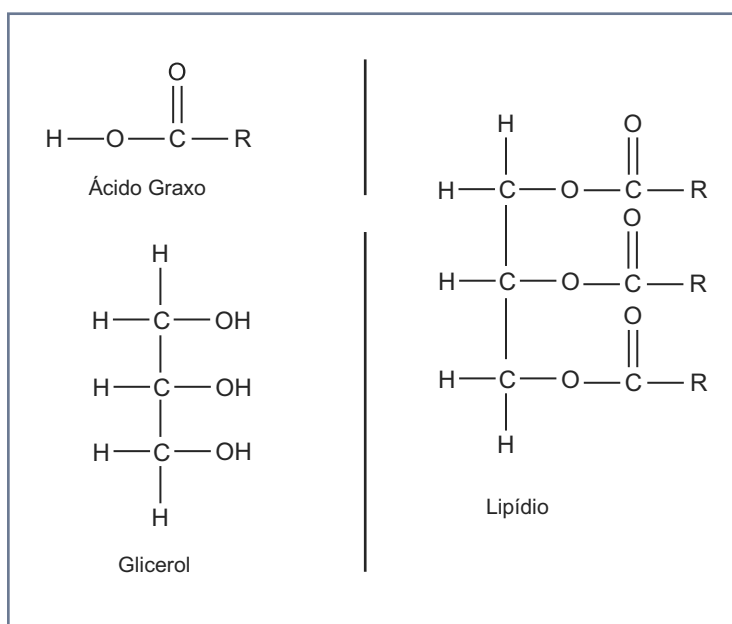 O
H—O—C—R
Ácido Graxo
H
H—C—OH
H—C—OH
H—C—OH
H
Glicerol
H
O
H—C—O—C—R
O
H—C—O—C—R
O
H—C—O—C—R
H
Lipídio